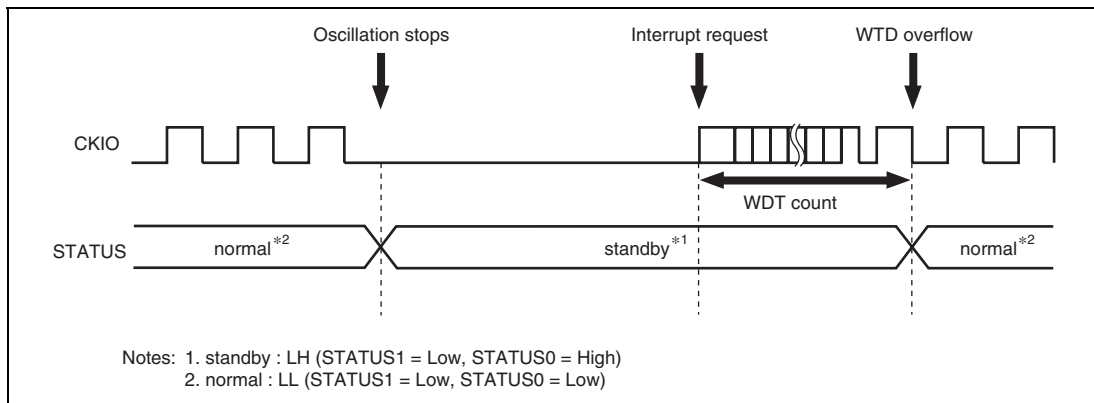 Oscillation stops Interrupt request WTD overflow
CKIO
WDT count
STATUS normal*2 standby*1 normal*2
Notes: 1. standby : LH (STATUS1 = Low, STATUS0 = High)
2. normal : LL (STATUS1 = Low, STATUS0 = Low)